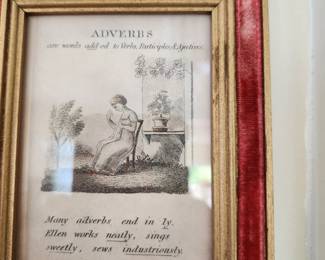 ADVERBS
are words added to Verbs, Participles & Adjectives.
Many adverbs end in ly.
Ellen works neatly, sings
sweetly, sews industriously.